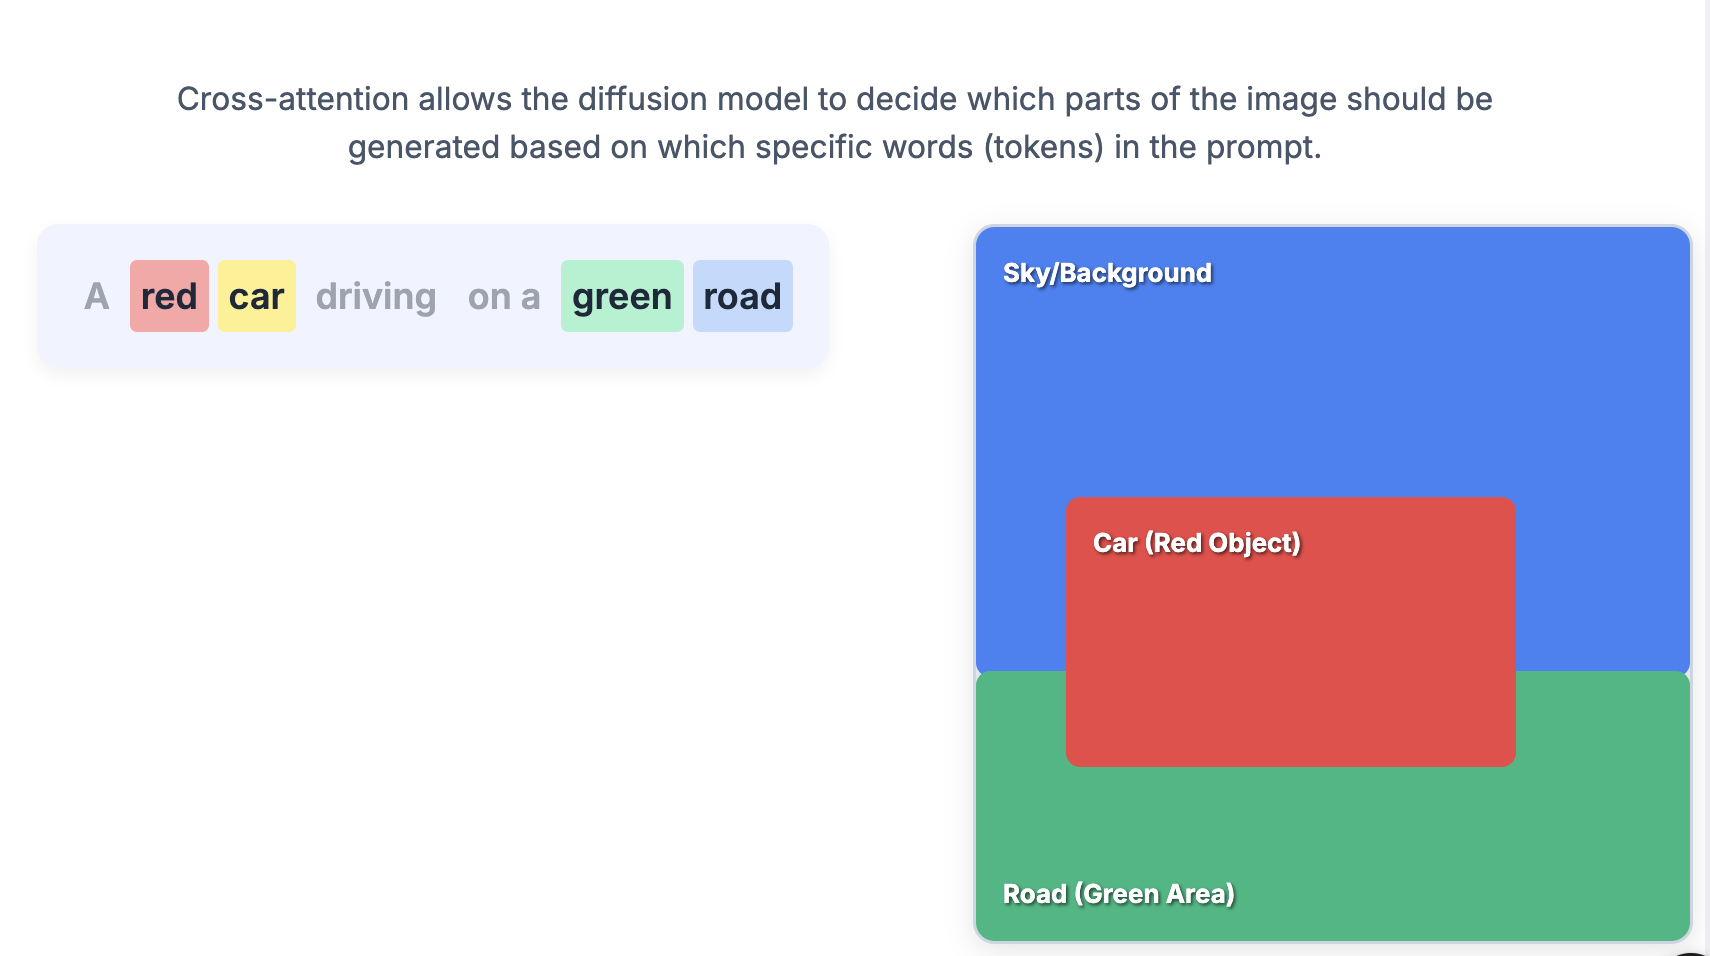 Cross-attention allows the diffusion model to decide which parts of the image should be
generated based on which specific words (tokens) in the prompt.
A red car driving on a green road
Sky/Background
Car (Red Object)
Road (Green Area)